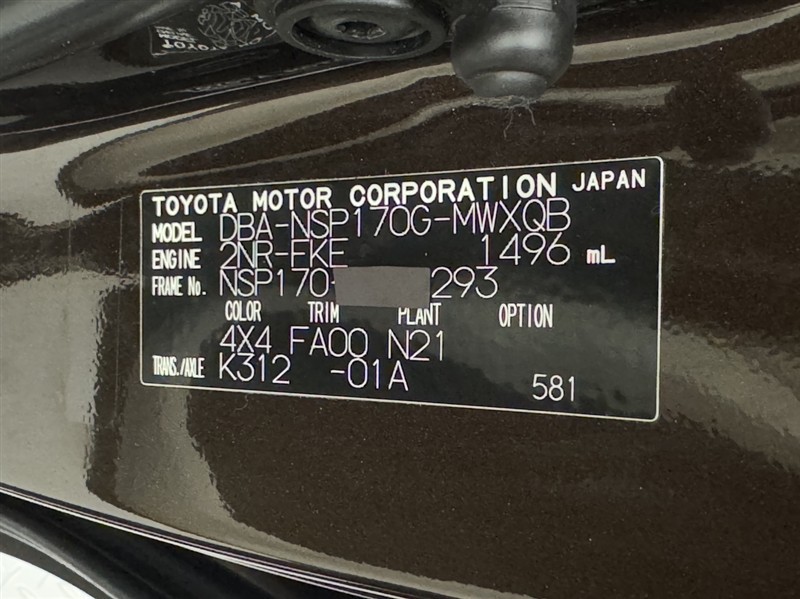 TOYOTA
TOYOTA MOTOR CORPORATION JAPAN
MODEL DBA-NSP170G-MWXQB
ENGINE 2NR-FKE 1496 mL
FRAME No. NSP170- 293
COLOR TRIM PLANT OPTION
4X4 FA00 N21
TRANS./AXLE K312 -01A
581